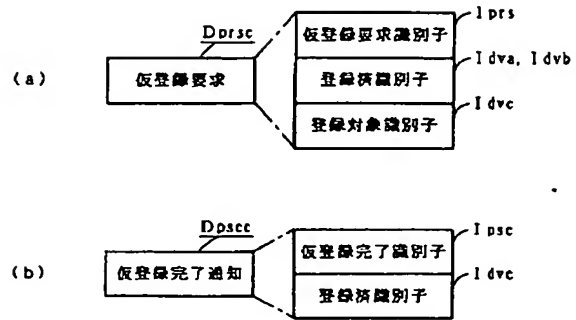 (a)
Dprsc
仮登録要求
仮登録要求識別子
Iprs
登録済識別子
Idva, Idvb
登録対象識別子
Idvc
(b)
Dpscc
仮登録完了通知
仮登録完了識別子
Ipsc
登録済識別子
Idvc